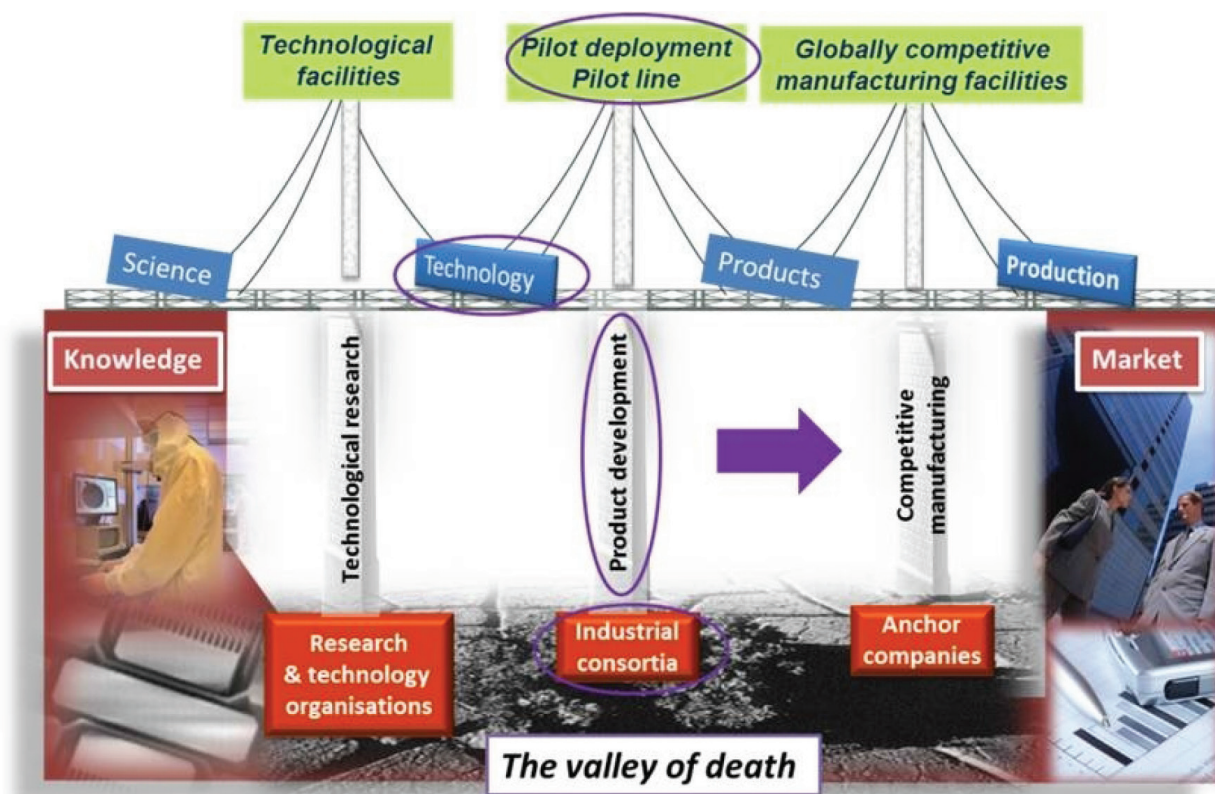 Technological
facilities
Pilot deployment
Pilot line
Globally competitive
manufacturing facilities
Science
Technology
Products
Production
Knowledge
Technological research
Product development
Competitive
manufacturing
Market
Research
& technology
organisations
Industrial
consortia
Anchor
companies
The valley of death